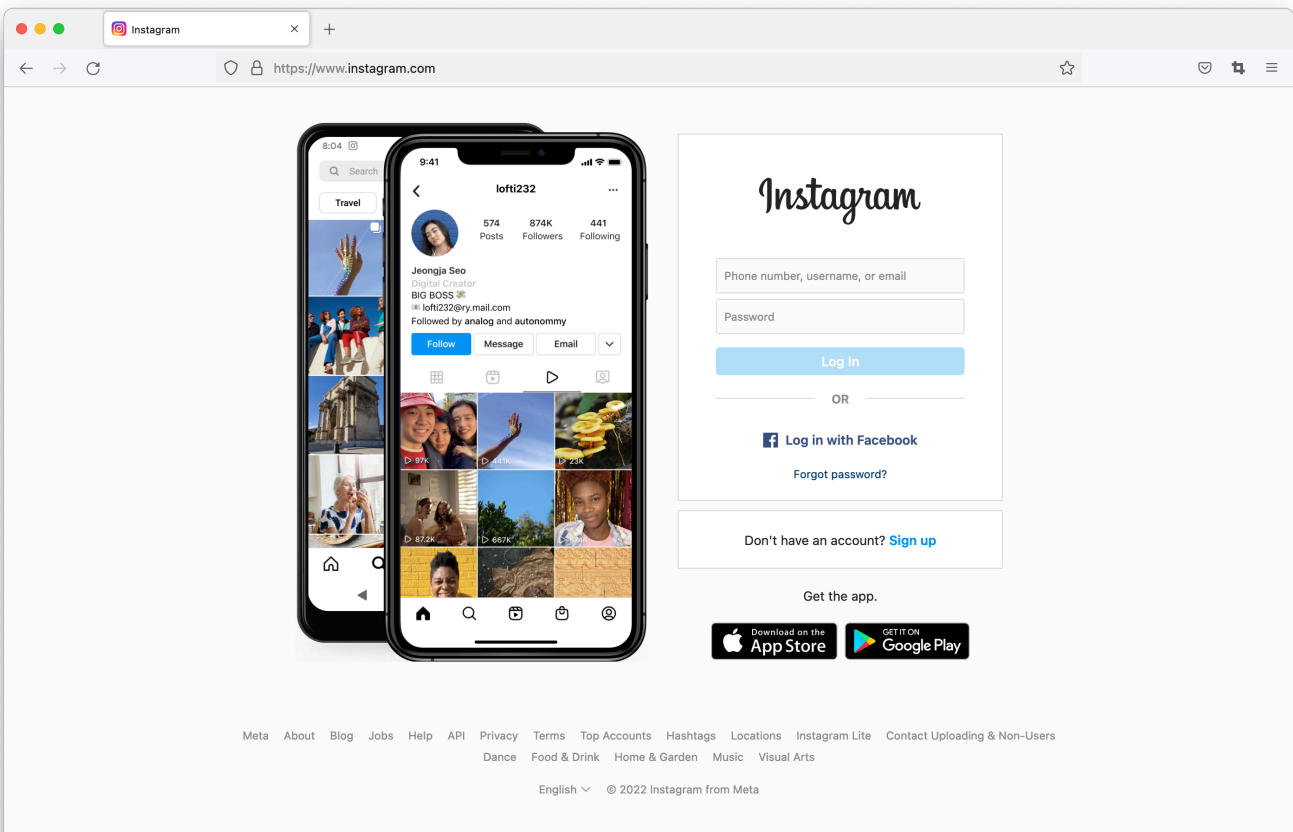 Instagram
https://www.instagram.com
8:04
Search
Travel
9:41
lofti232
574 874K 441
Posts Followers Following
Jeongja Seo
Digital Creator
BIG BOSS
lofti232@ry.mail.com
Followed by analog and autonommy
Follow Message Email
97K 441K 23K
87.2K 667K
Instagram
Phone number, username, or email
Password
Log In
OR
Log in with Facebook
Forgot password?
Don't have an account? Sign up
Get the app.
Download on the
App Store
GET IT ON
Google Play
Meta About Blog Jobs Help API Privacy Terms Top Accounts Hashtags Locations Instagram Lite Contact Uploading & Non-Users
Dance Food & Drink Home & Garden Music Visual Arts
English © 2022 Instagram from Meta